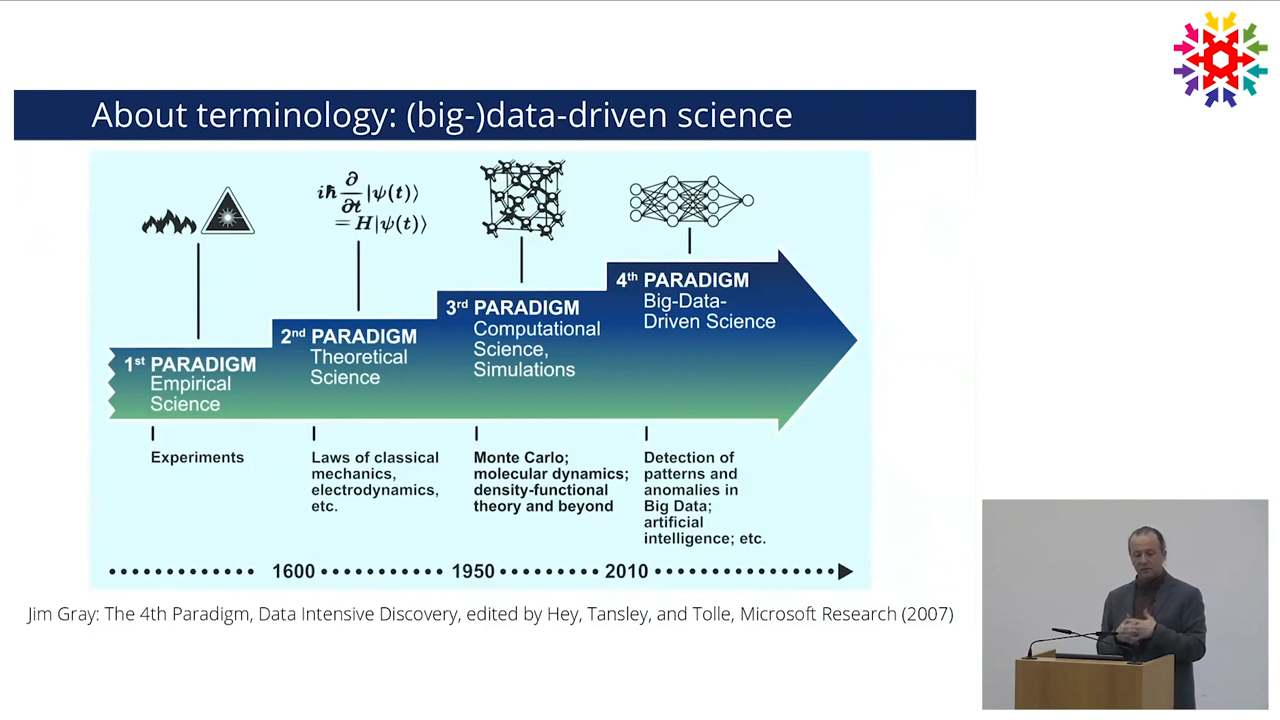 About terminology: (big-)data-driven science
iħ ∂/∂t |ψ(t)⟩
= H|ψ(t)⟩
1st PARADIGM
Empirical
Science
2nd PARADIGM
Theoretical
Science
3rd PARADIGM
Computational
Science,
Simulations
4th PARADIGM
Big-Data-
Driven Science
Experiments
Laws of classical
mechanics,
electrodynamics,
etc.
Monte Carlo;
molecular dynamics;
density-functional
theory and beyond
Detection of
patterns and
anomalies in
Big Data;
artificial
intelligence; etc.
1600 1950 2010
Jim Gray: The 4th Paradigm, Data Intensive Discovery, edited by Hey, Tansley, and Tolle, Microsoft Research (2007)